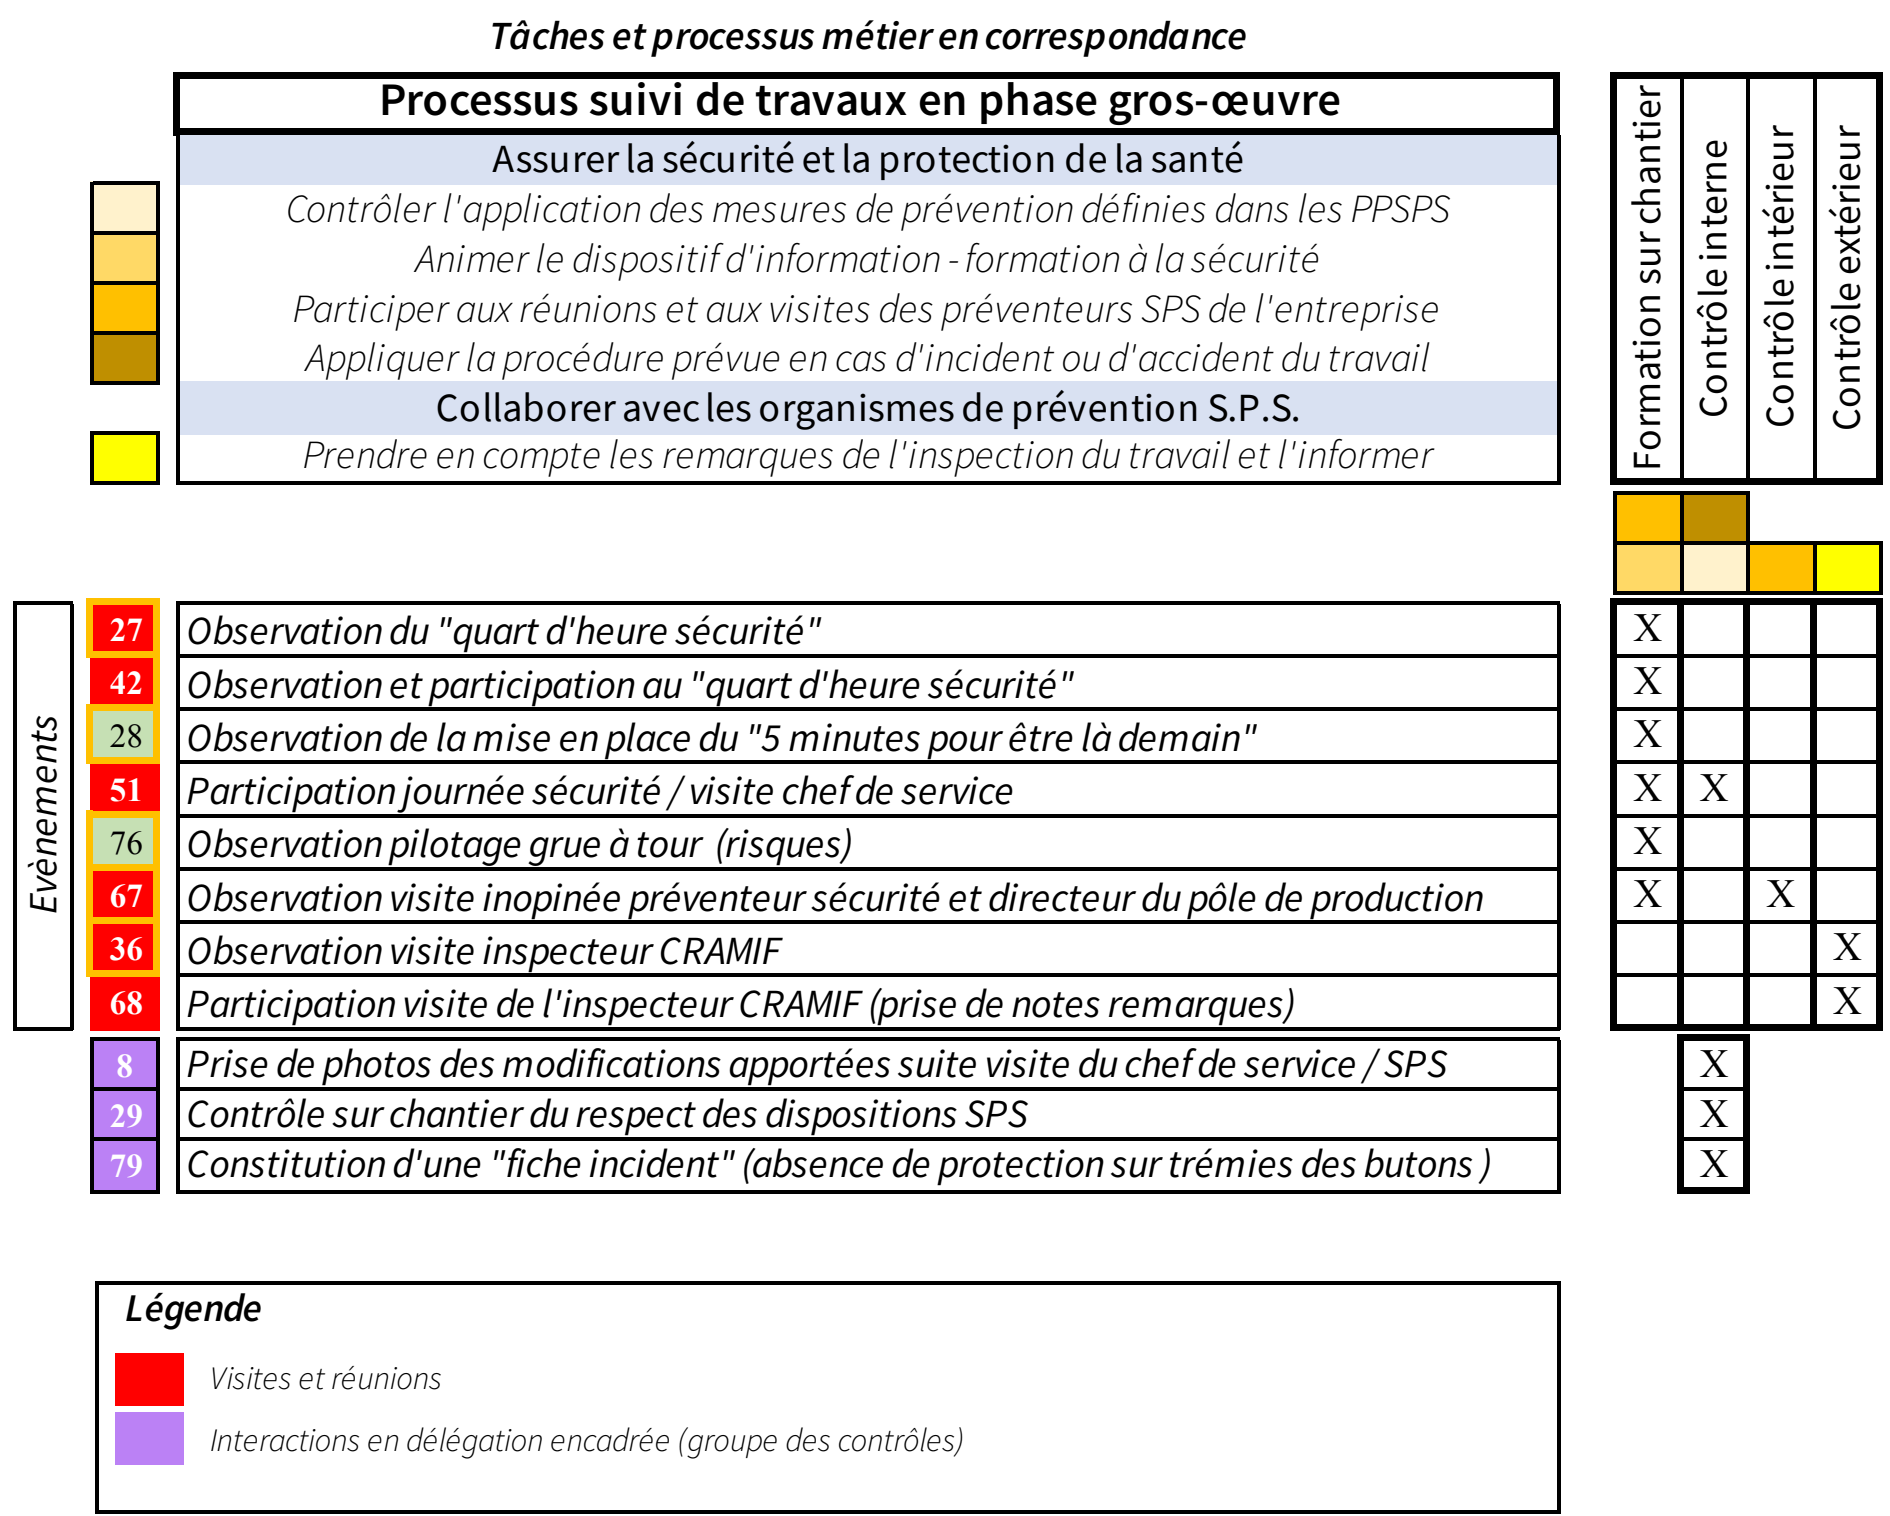 Tâches et processus métier en correspondance
Processus suivi de travaux en phase gros-œuvre
Assurer la sécurité et la protection de la santé
Contrôler l'application des mesures de prévention définies dans les PPSPS
Animer le dispositif d'information - formation à la sécurité
Participer aux réunions et aux visites des préventeurs SPS de l'entreprise
Appliquer la procédure prévue en cas d'incident ou d'accident du travail
Collaborer avec les organismes de prévention S.P.S.
Prendre en compte les remarques de l'inspection du travail et l'informer
Formation sur chantier
Contrôle interne
Contrôle intérieur
Contrôle extérieur
Evènements
27 Observation du "quart d'heure sécurité" X
42 Observation et participation au "quart d'heure sécurité" X
28 Observation de la mise en place du "5 minutes pour être là demain" X
51 Participation journée sécurité / visite chef de service X X
76 Observation pilotage grue à tour (risques) X
67 Observation visite inopinée préventeur sécurité et directeur du pôle de production X X
36 Observation visite inspecteur CRAMIF X
68 Participation visite de l'inspecteur CRAMIF (prise de notes remarques) X
8 Prise de photos des modifications apportées suite visite du chef de service / SPS X
29 Contrôle sur chantier du respect des dispositions SPS X
79 Constitution d'une "fiche incident" (absence de protection sur trémies des butons ) X
Légende
Visites et réunions
Interactions en délégation encadrée (groupe des contrôles)